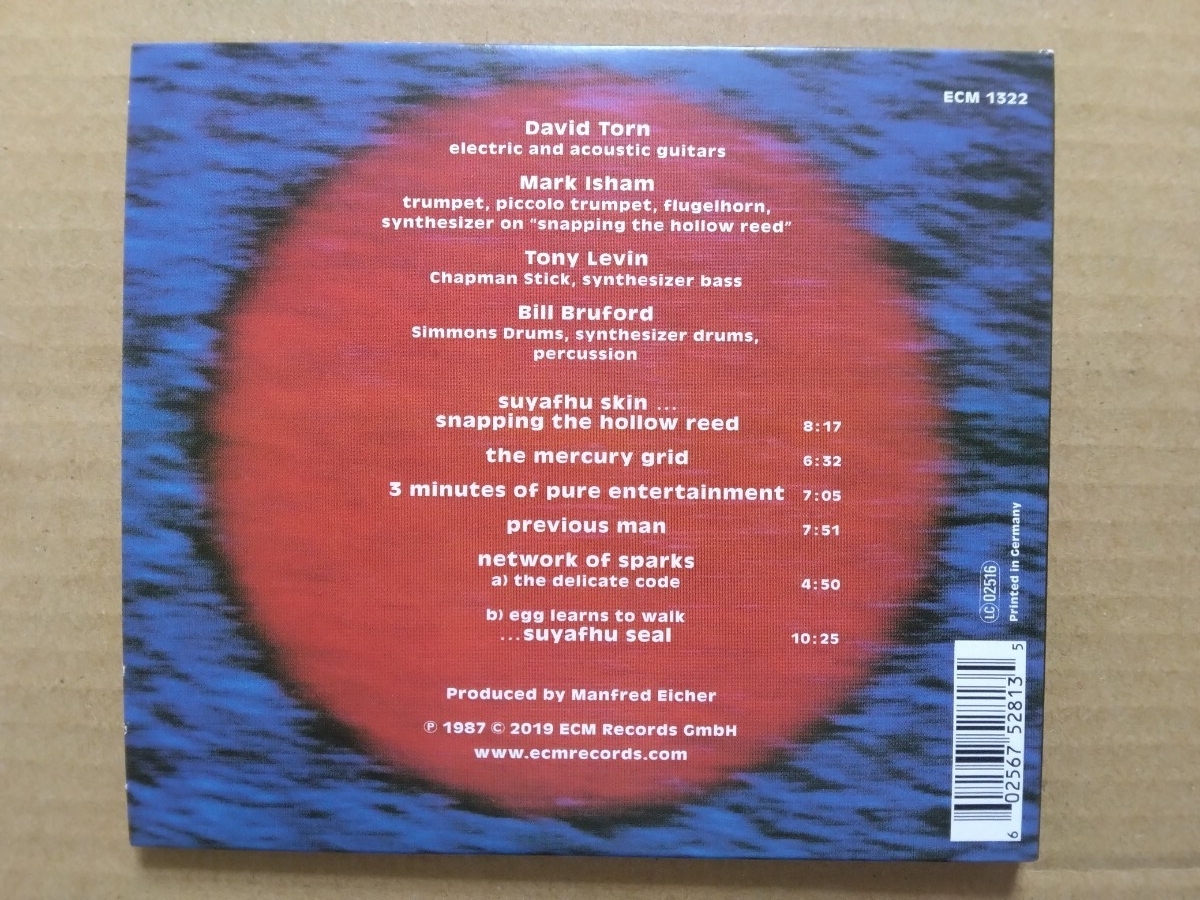 ECM 1322
David Torn
electric and acoustic guitars
Mark Isham
trumpet, piccolo trumpet, flugelhorn,
synthesizer on “snapping the hollow reed”
Tony Levin
Chapman Stick, synthesizer bass
Bill Bruford
Simmons Drums, synthesizer drums,
percussion
suyafhu skin ...
snapping the hollow reed 8:17
the mercury grid 6:32
3 minutes of pure entertainment 7:05
previous man 7:51
network of sparks
a) the delicate code 4:50
b) egg learns to walk
...suyafhu seal 10:25
Produced by Manfred Eicher
℗ 1987 © 2019 ECM Records GmbH
www.ecmrecords.com
LC 02516
Printed in Germany
6 02567 52813 5